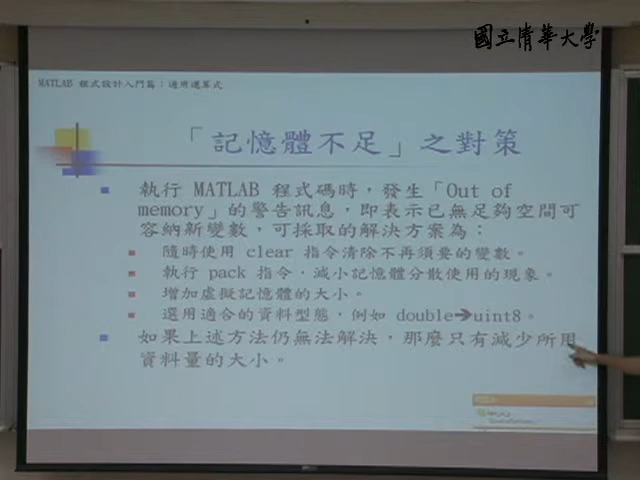 國立清華大學
MATLAB 程式設計入門篇：適用運算式
「記憶體不足」之對策
執行 MATLAB 程式碼時，發生「Out of
memory」的警告訊息，即表示已無足夠空間可
容納新變數，可採取的解決方案為：
隨時使用 clear 指令清除不再須要的變數。
執行 pack 指令，減小記憶體分散使用的現象。
增加虛擬記憶體的大小。
選用適合的資料型態，例如 double➔uint8。
如果上述方法仍無法解決，那麼只有減少所用
資料量的大小。